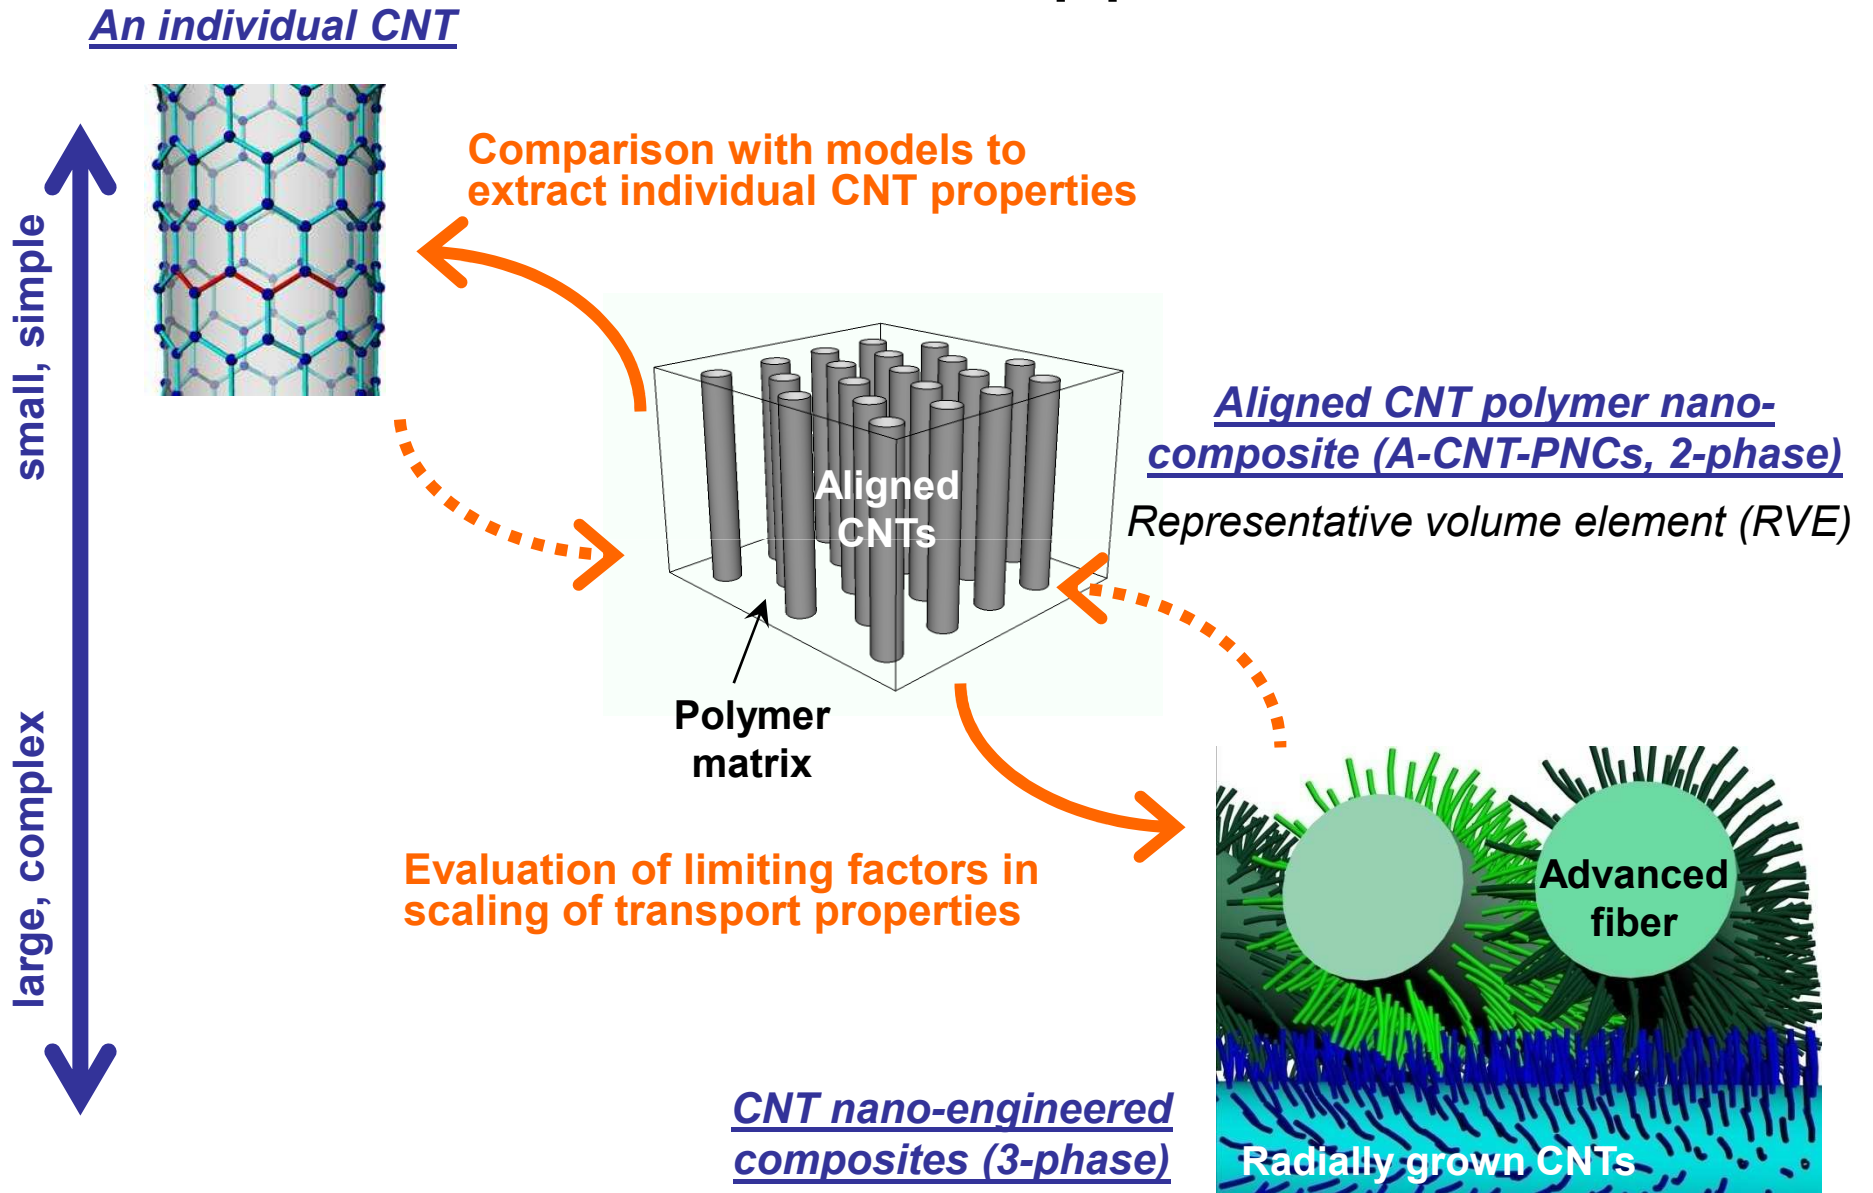 An individual CNT
Comparison with models to
extract individual CNT properties
small, simple
large, complex
Aligned CNT polymer nano-
composite (A-CNT-PNCs, 2-phase)
Representative volume element (RVE)
Aligned
CNTs
Polymer
matrix
Evaluation of limiting factors in
scaling of transport properties
Advanced
fiber
CNT nano-engineered
composites (3-phase)
Radially grown CNTs